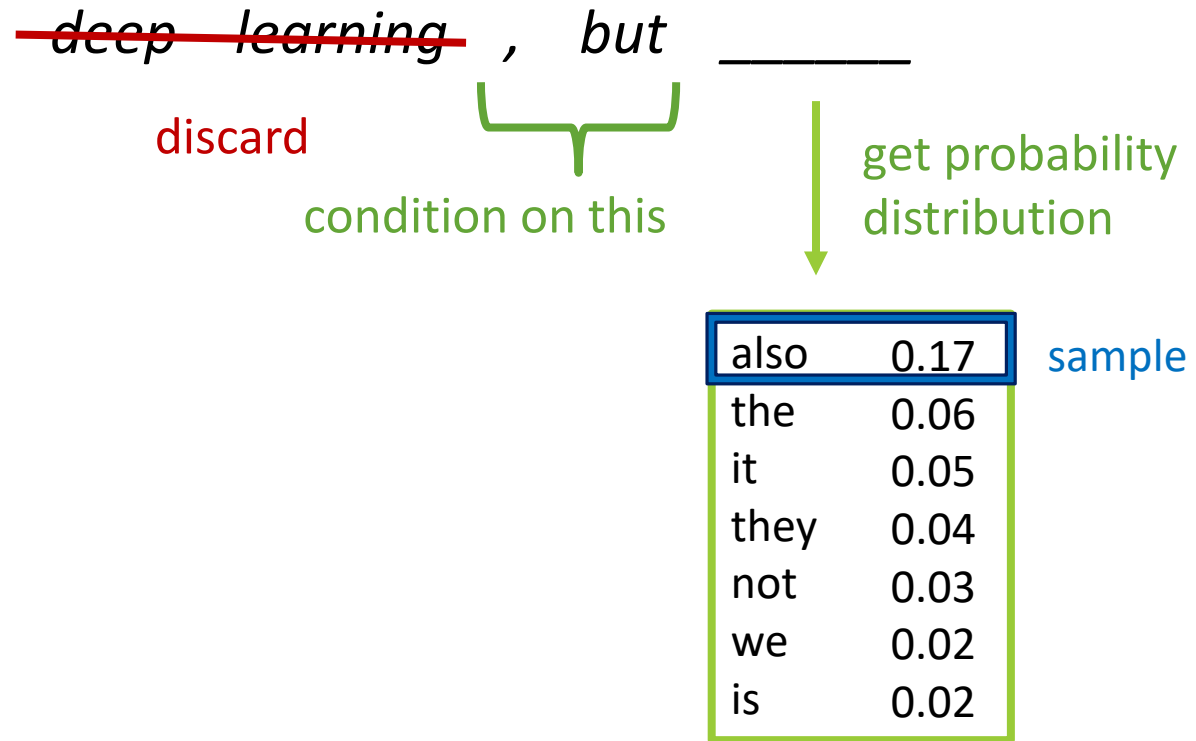 deep learning , but ______
discard
condition on this
get probability
distribution
also 0.17
sample
the 0.06
it 0.05
they 0.04
not 0.03
we 0.02
is 0.02